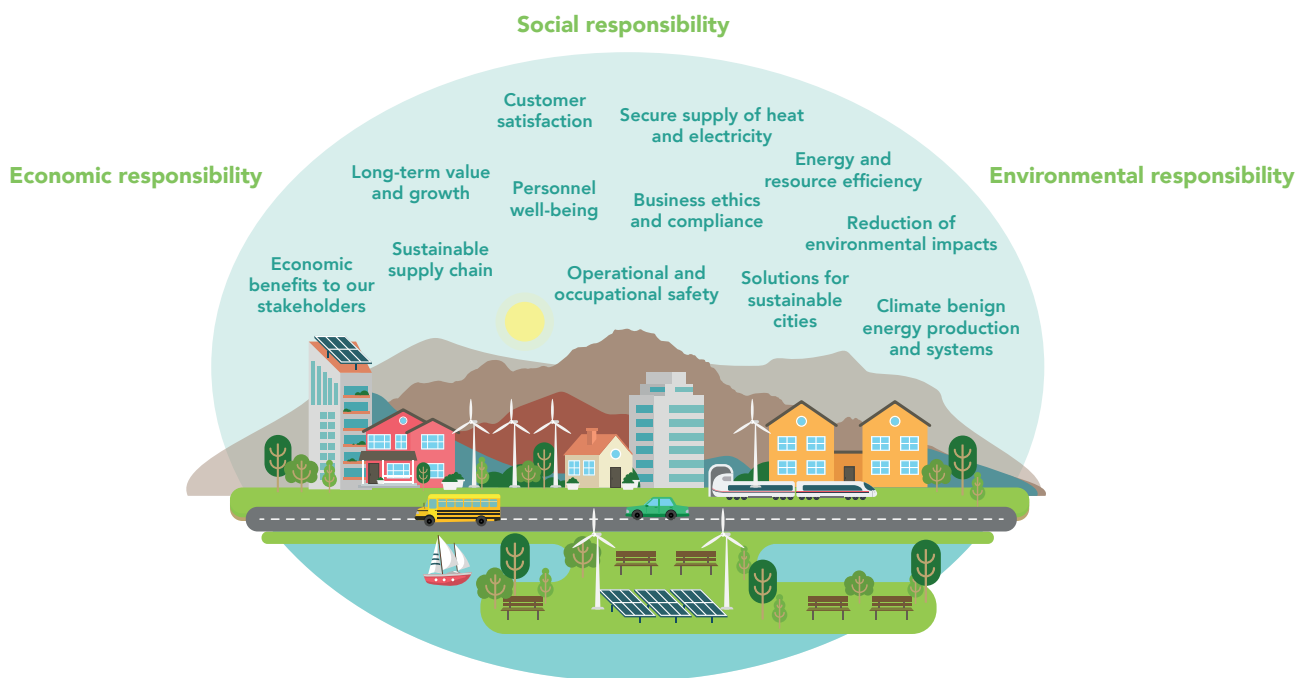 Social responsibility
Economic responsibility
Environmental responsibility
Customer
satisfaction
Secure supply of heat
and electricity
Long-term value
and growth
Personnel
well-being
Business ethics
and compliance
Energy and
resource efficiency
Reduction of
environmental impacts
Sustainable
supply chain
Economic
benefits to our
stakeholders
Operational and
occupational safety
Solutions for
sustainable
cities
Climate benign
energy production
and systems